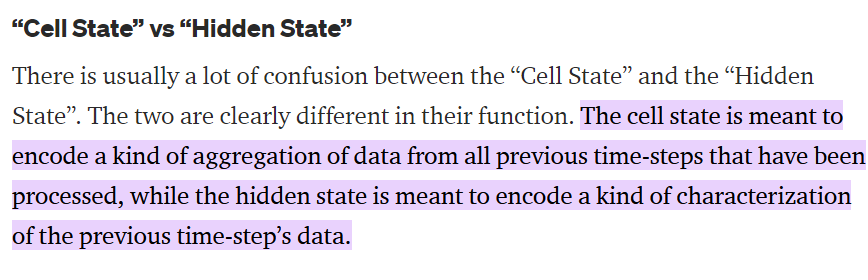 “Cell State” vs “Hidden State”
There is usually a lot of confusion between the “Cell State” and the “Hidden
State”. The two are clearly different in their function. The cell state is meant to
encode a kind of aggregation of data from all previous time-steps that have been
processed, while the hidden state is meant to encode a kind of characterization
of the previous time-step’s data.